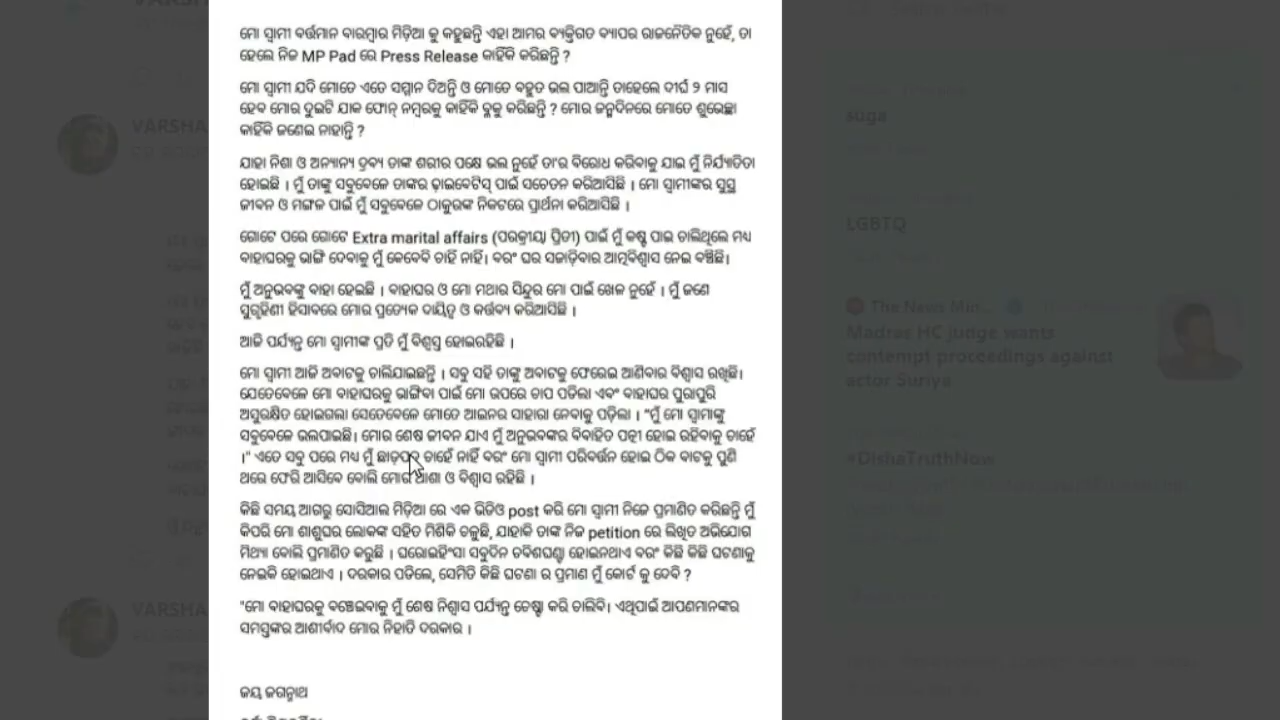 ମୋ ସ୍ଵାମୀ ବର୍ତ୍ତମାନ ବାରମ୍ବାର ମିଡ଼ିଆ କୁ କହୁଛନ୍ତି ଏହା ଆମର ବ୍ୟକ୍ତିଗତ ବ୍ୟାପର ରାଜନୈତିକ ନୁହେଁ, ତା
ହେଲେ ନିଜ MP Pad ରେ Press Release କାହିଁକି କରିଛନ୍ତି ?
ମୋ ସ୍ଵାମୀ ଯଦି ମୋତେ ଏତେ ସମ୍ମାନ ଦିଅନ୍ତି ଓ ମୋତେ ବହୁତ ଭଲ ପାଆନ୍ତି ତାହେଲେ ଦୀର୍ଘ ୨ ମାସ
ହେବ ମୋର ଦୁଇଟି ଯାକ ଫୋନ୍ ନମ୍ବରକୁ କାହିଁକି ବ୍ଲକ୍ କରିଛନ୍ତି ? ମୋର ଜନ୍ମଦିନରେ ମୋତେ ଶୁଭେଚ୍ଛା
କାହିଁକି ଜଣେଇ ନାହାନ୍ତି ?
ଯାହା ନିଶା ଓ ଅନ୍ୟାନ୍ୟ ଦ୍ରବ୍ୟ ତାଙ୍କ ଶରୀର ପକ୍ଷେ ଭଲ ନୁହେଁ ତା'ର ବିରୋଧ କରିବାକୁ ଯାଇ ମୁଁ ନିର୍ଯ୍ୟାତିତା
ହୋଇଛି । ମୁଁ ତାଙ୍କୁ ସବୁବେଳେ ତାଙ୍କର ଡ଼ାଇବେଟିସ୍ ପାଇଁ ସଚେତନ କରିଆସିଛି । ମୋ ସ୍ଵାମୀଙ୍କର ସୁସ୍ଥ
ଜୀବନ ଓ ମଙ୍ଗଳ ପାଇଁ ମୁଁ ସବୁବେଳେ ଠାକୁରଙ୍କ ନିକଟରେ ପ୍ରାର୍ଥନା କରିଆସିଛି ।
ଗୋଟେ ପରେ ଗୋଟେ Extra marital affairs (ପରକୀୟା ପ୍ରିତୀ) ପାଇଁ ମୁଁ କଷ୍ଟ ପାଇ ଚାଲିଥିଲେ ମଧ୍ୟ
ବାହାଘରକୁ ଭାଙ୍ଗି ଦେବାକୁ ମୁଁ କେବେବି ଚାହିଁ ନାହିଁ। ବରଂ ଘର ସଜାଡ଼ିବାର ଆତ୍ମବିଶ୍ଵାସ ନେଇ ବଞ୍ଚିଛି।
ମୁଁ ଅନୁଭବଙ୍କୁ ବାହା ହେଇଛି । ବାହାଘର ଓ ମୋ ମଥାର ସିନ୍ଦୁର ମୋ ପାଇଁ ଖେଳ ନୁହେଁ । ମୁଁ ଜଣେ
ସୁଗୃହିଣୀ ହିସାବରେ ମୋର ପ୍ରତ୍ୟେକ ଦାୟିତ୍ଵ ଓ କର୍ତ୍ତବ୍ୟ କରିଆସିଛି ।
ଆଜି ପର୍ଯ୍ୟନ୍ତ ମୋ ସ୍ଵାମୀଙ୍କ ପ୍ରତି ମୁଁ ବିଶ୍ଵସ୍ତ ହୋଇରହିଛି ।
ମୋ ସ୍ଵାମୀ ଆଜି ଅବାଟକୁ ଚାଲିଯାଇଛନ୍ତି । ସବୁ ସହି ତାଙ୍କୁ ଅବାଟକୁ ଫେରେଇ ଆଣିବାର ବିଶ୍ଵାସ ରଖିଛି।
ଯେତେବେଳେ ମୋ ବାହାଘରକୁ ଭାଙ୍ଗିବା ପାଇଁ ମୋ ଉପରେ ଚାପ ପଡିଲା ଏବଂ ବାହାଘର ପୁରାପୁରି
ଅସୁରକ୍ଷିତ ହୋଇଗଲା ସେତେବେଳେ ମୋତେ ଆଇନର ସାହାରା ନେବାକୁ ପଡ଼ିଲା । "ମୁଁ ମୋ ସ୍ଵାମୀଙ୍କୁ
ସବୁବେଳେ ଭଲପାଇଛି। ମୋର ଶେଷ ଜୀବନ ଯାଏ ମୁଁ ଅନୁଭବଙ୍କର ବିବାହିତ ପତ୍ନୀ ହୋଇ ରହିବାକୁ ଚାହେଁ
।" ଏତେ ସବୁ ପରେ ମଧ୍ୟ ମୁଁ ଛାଡ଼ପତ୍ର ଚାହେଁ ନାହିଁ ବରଂ ମୋ ସ୍ଵାମୀ ପରିବର୍ତ୍ତନ ହୋଇ ଠିକ ବାଟକୁ ପୁଣି
ଥରେ ଫେରି ଆସିବେ ବୋଲି ମୋର ଆଶା ଓ ବିଶ୍ଵାସ ରହିଛି ।
କିଛି ସମୟ ଆଗରୁ ସୋସିଆଲ ମିଡ଼ିଆ ରେ ଏକ ଭିଡିଓ post କରି ମୋ ସ୍ଵାମୀ ନିଜେ ପ୍ରମାଣିତ କରିଛନ୍ତି ମୁଁ
କିପରି ମୋ ଶାଶୁଘର ଲୋକଙ୍କ ସହିତ ମିଶିକି ଚଳୁଛି, ଯାହାକି ତାଙ୍କ ନିଜ petition ରେ ଲିଖିତ ଅଭିଯୋଗ
ମିଥ୍ୟା ବୋଲି ପ୍ରମାଣିତ କରୁଛି । ଘରୋଇହିଂସା ସବୁଦିନ ଚବିଶଘଣ୍ଟା ହୋଇନଥାଏ ବରଂ କିଛି କିଛି ଘଟଣାକୁ
ନେଇକି ହୋଇଥାଏ । ଦରକାର ପଡିଲେ, ସେମିତି କିଛି ଘଟଣା ର ପ୍ରମାଣ ମୁଁ କୋର୍ଟ କୁ ଦେବି ?
"ମୋ ବାହାଘରକୁ ବଞ୍ଚେଇବାକୁ ମୁଁ ଶେଷ ନିଶ୍ଵାସ ପର୍ଯ୍ୟନ୍ତ ଚେଷ୍ଟା କରି ଚାଲିବି। ଏଥିପାଇଁ ଆପଣମାନଙ୍କର
ସମସ୍ତଙ୍କର ଆଶୀର୍ବାଦ ମୋର ନିହାତି ଦରକାର ।
ଜୟ ଜଗନ୍ନାଥ
VARSHA
VARSHA
VARSHA
suga
LGBTQ
The News Min...
Madras HC judge wants
contempt proceedings against
actor Suriya
#DishaTruthNow